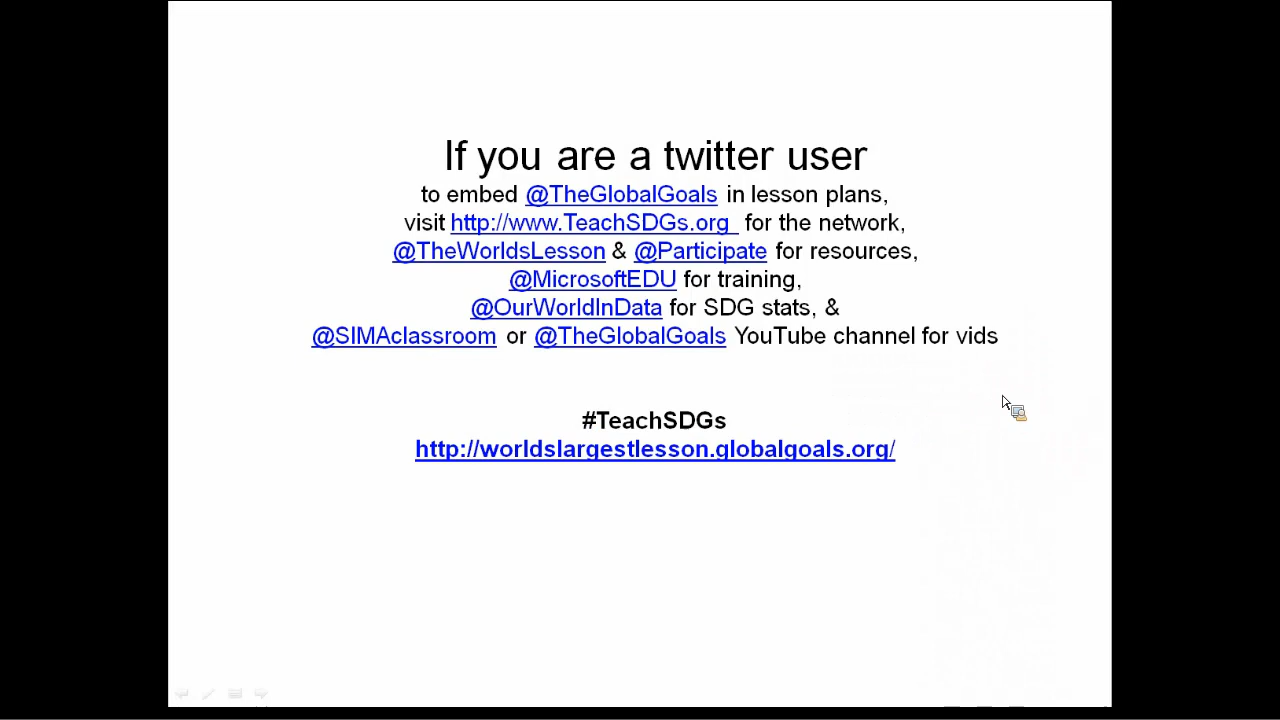 If you are a twitter user
to embed @TheGlobalGoals in lesson plans,
visit http://www.TeachSDGs.org for the network,
@TheWorldsLesson & @Participate for resources,
@MicrosoftEDU for training,
@OurWorldInData for SDG stats, &
@SIMAclassroom or @TheGlobalGoals YouTube channel for vids
#TeachSDGs
http://worldslargestlesson.globalgoals.org/